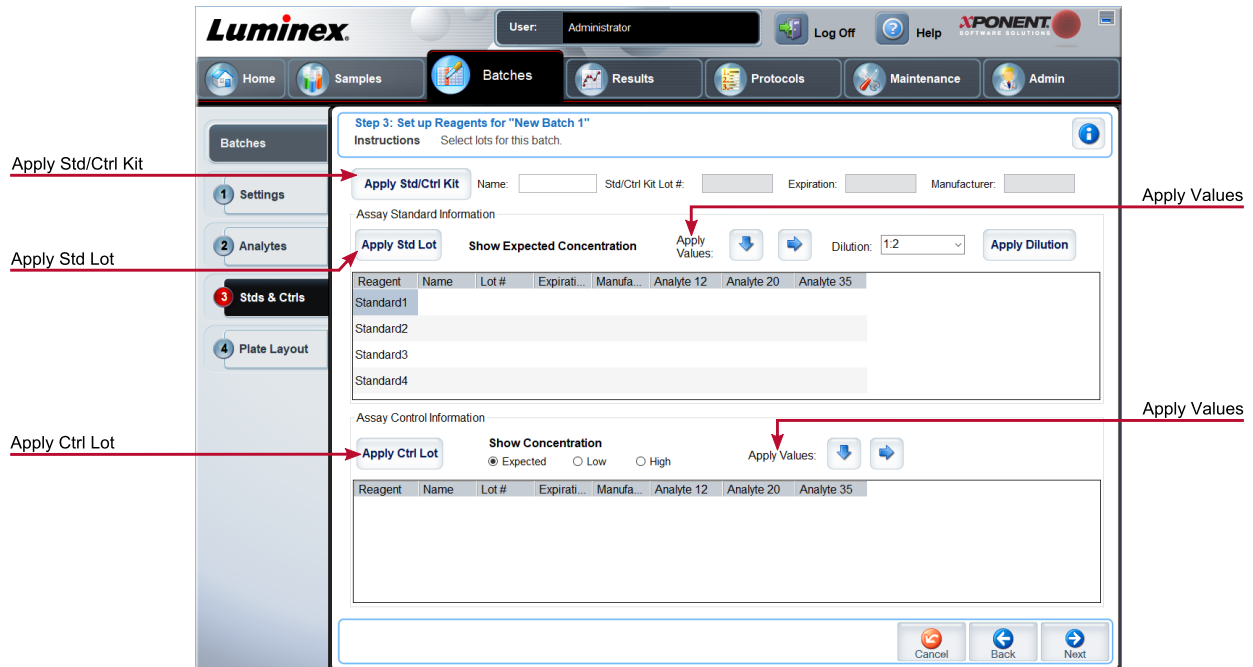 Luminex.
User: Administrator
Log Off
Help
XPONENT.
SOFTWARE SOLUTIONS
Home
Samples
Batches
Results
Protocols
Maintenance
Admin
Batches
1 Settings
2 Analytes
3 Stds & Ctrls
4 Plate Layout
Step 3: Set up Reagents for "New Batch 1"
Instructions Select lots for this batch.
Apply Std/Ctrl Kit
Apply Std/Ctrl Kit Name: Std/Ctrl Kit Lot #: Expiration: Manufacturer:
Apply Values
Assay Standard Information
Apply Std Lot
Apply Std Lot Show Expected Concentration Apply Values: Dilution: 1:2 Apply Dilution
Reagent Name Lot # Expirati... Manufa... Analyte 12 Analyte 20 Analyte 35
Standard1
Standard2
Standard3
Standard4
Apply Values
Assay Control Information
Apply Ctrl Lot
Apply Ctrl Lot Show Concentration
Expected Low High
Apply Values:
Reagent Name Lot # Expirati... Manufa... Analyte 12 Analyte 20 Analyte 35
Cancel
Back
Next